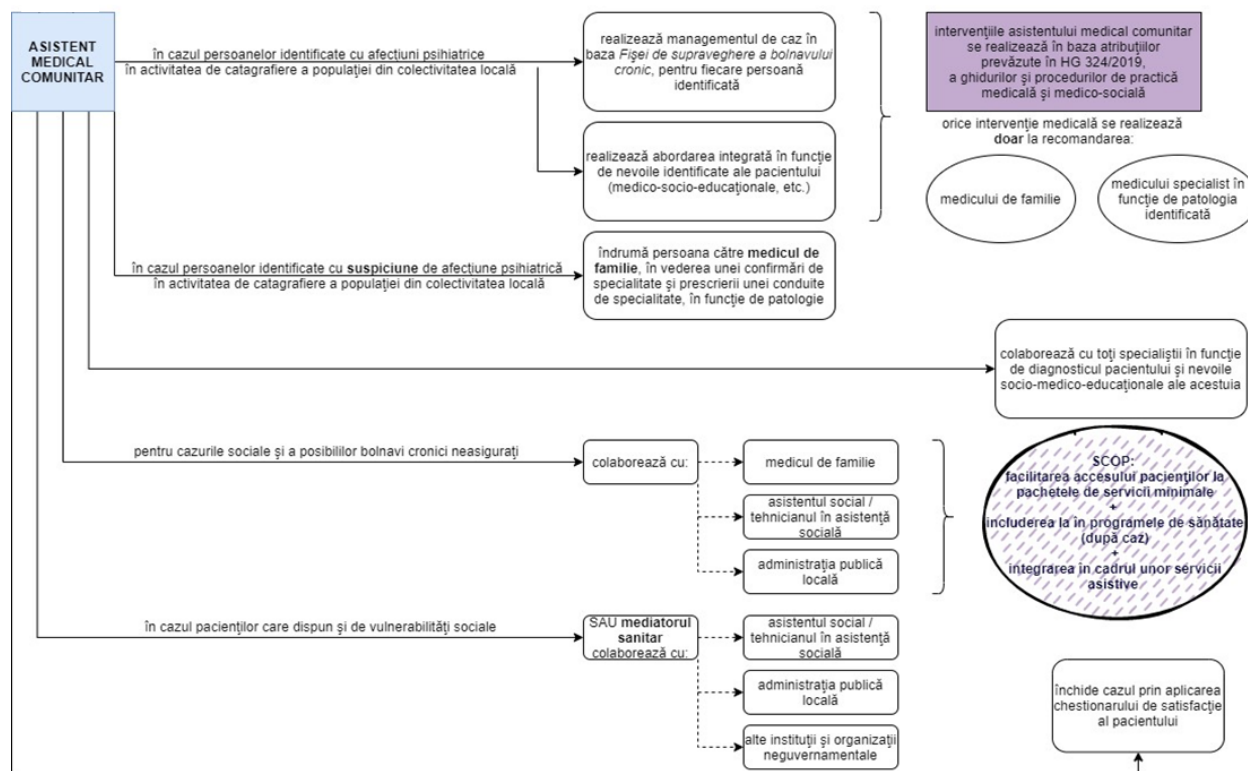 ASISTENT
MEDICAL
COMUNITAR
în cazul persoanelor identificate cu afecțiuni psihiatrice
în activitatea de catagrafiere a populației din colectivitatea locală
realizează managementul de caz în
baza Fișei de supraveghere a bolnavului
cronic, pentru fiecare persoană
identificată
realizează abordarea integrată în funcție
de nevoile identificate ale pacientului
(medico-socio-educaționale, etc.)
intervențiile asistentului medical comunitar
se realizează în baza atribuțiilor
prevăzute în HG 324/2019,
a ghidurilor și procedurilor de practică
medicală și medico-socială
orice intervenție medicală se realizează
doar la recomandarea:
medicului de familie
medicului specialist în
funcție de patologia
identificată
în cazul persoanelor identificate cu suspiciune de afecțiune psihiatrică
în activitatea de catagrafiere a populației din colectivitatea locală
îndrumă persoana către medicul de
familie, în vederea unei confirmări de
specialitate și prescrierii unei conduite
de specialitate, în funcție de patologie
colaborează cu toți specialiștii în funcție
de diagnosticul pacientului și nevoile
socio-medico-educaționale ale acestuia
pentru cazurile sociale și a posibililor bolnavi cronici neasigurați
colaborează cu:
medicul de familie
asistentul social /
tehnicianul în asistență
socială
administrația publică
locală
SCOP:
facilitarea accesului pacienților la
pachetele de servicii minimale
+
includerea la în programele de sănătate
(după caz)
+
integrarea în cadrul unor servicii
asistive
în cazul pacienților care dispun și de vulnerabilități sociale
SAU mediatorul
sanitar
colaborează cu:
asistentul social /
tehnicianul în asistență
socială
administrația publică
locală
alte instituții și organizații
neguvernamentale
închide cazul prin aplicarea
chestionarului de satisfacție
al pacientului